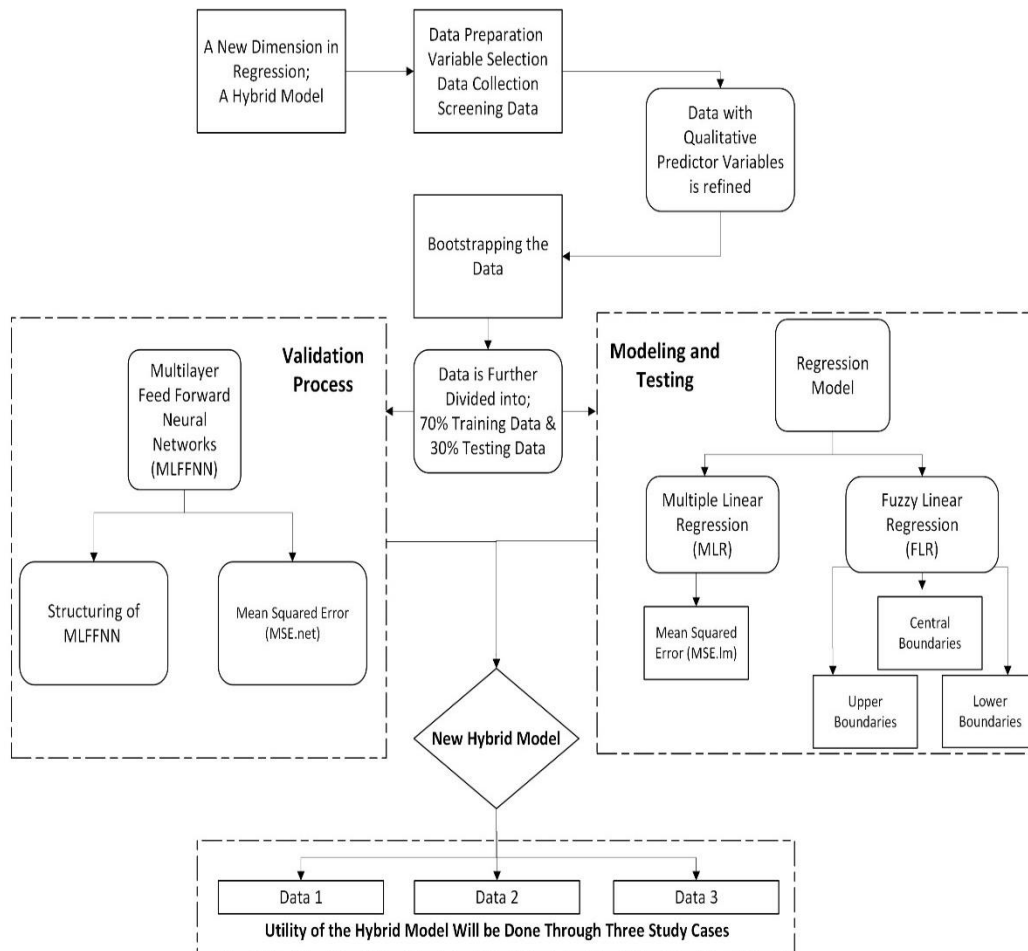 A New Dimension in
Regression;
A Hybrid Model
Data Preparation
Variable Selection
Data Collection
Screening Data
Data with
Qualitative
Predictor Variables
is refined
Bootstrapping the
Data
Validation
Process
Multilayer
Feed Forward
Neural
Networks
(MLFFNN)
Structuring of
MLFFNN
Mean Squared Error
(MSE.net)
Data is Further
Divided into;
70% Training Data &
30% Testing Data
Modeling and
Testing
Regression
Model
Multiple Linear
Regression
(MLR)
Fuzzy Linear
Regression
(FLR)
Mean Squared
Error (MSE.lm)
Central
Boundaries
Upper
Boundaries
Lower
Boundaries
New Hybrid Model
Data 1
Data 2
Data 3
Utility of the Hybrid Model Will be Done Through Three Study Cases